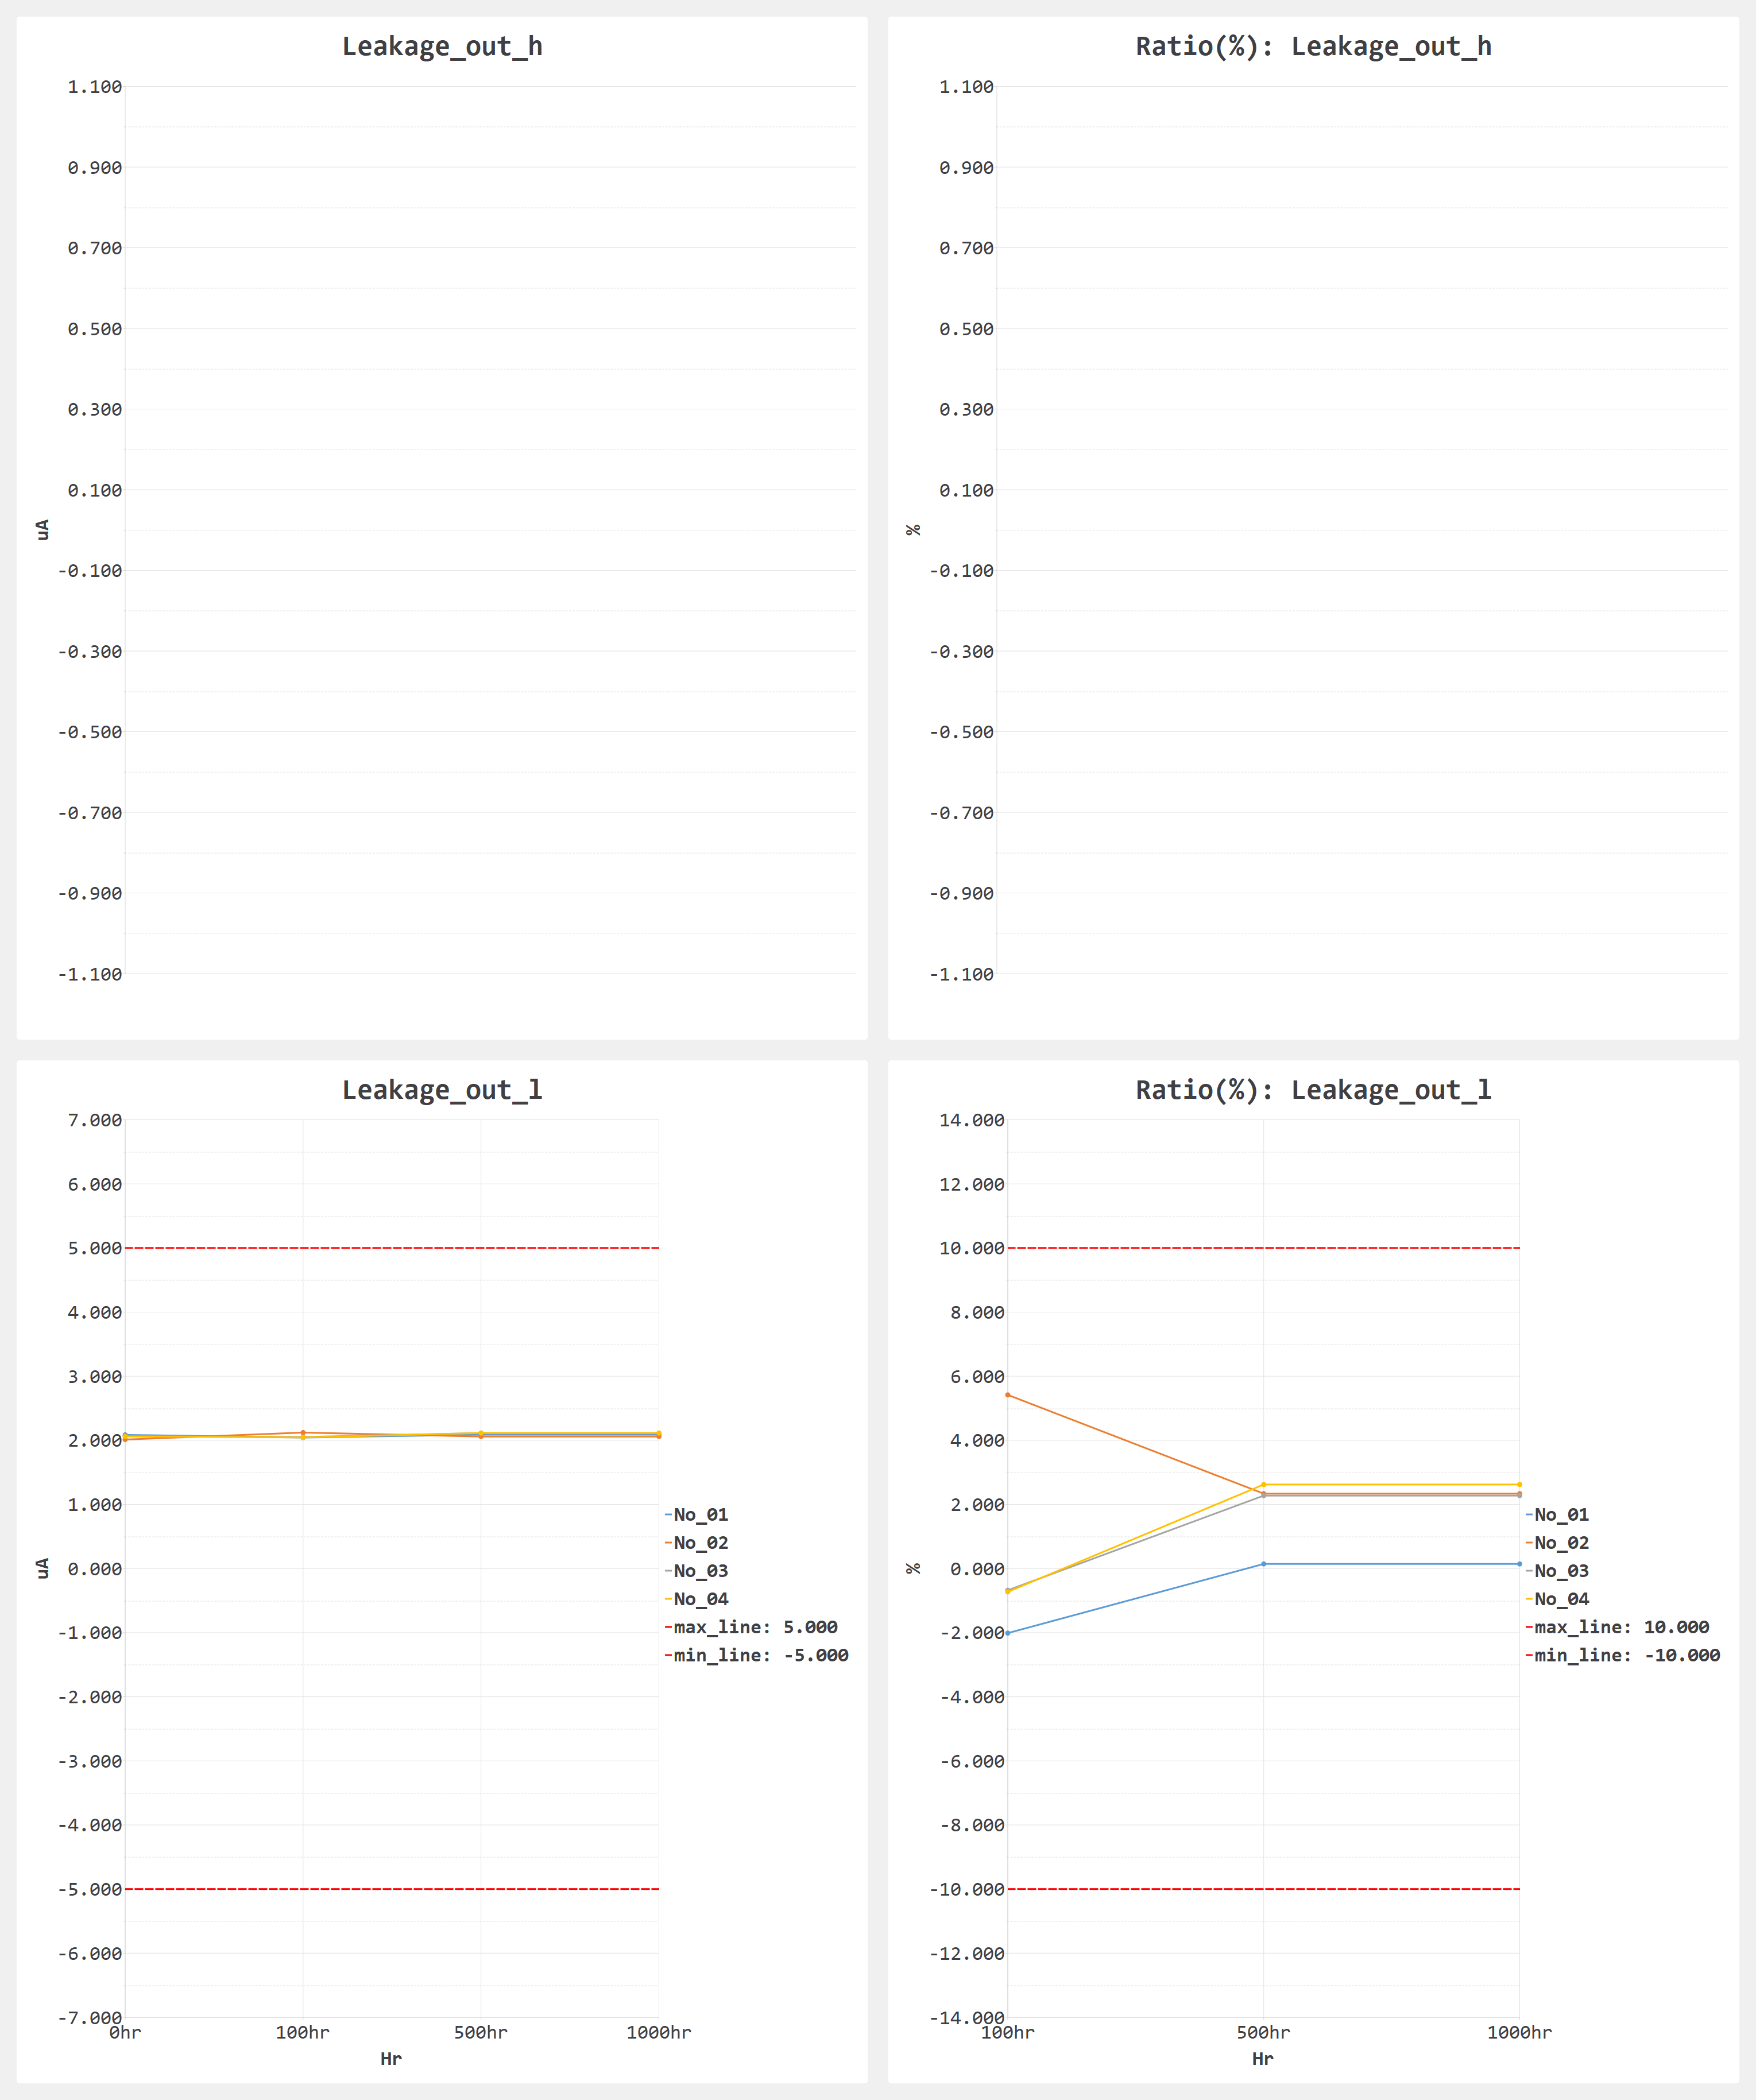 Leakage_out_h
1.100
0.900
0.700
0.500
0.300
0.100
-0.100
-0.300
-0.500
-0.700
-0.900
-1.100
uA
Ratio(%): Leakage_out_h
1.100
0.900
0.700
0.500
0.300
0.100
-0.100
-0.300
-0.500
-0.700
-0.900
-1.100
%
Leakage_out_l
7.000
6.000
5.000
4.000
3.000
2.000
1.000
0.000
-1.000
-2.000
-3.000
-4.000
-5.000
-6.000
-7.000
uA
0hr 100hr 500hr 1000hr
Hr
No_01
No_02
No_03
No_04
max_line: 5.000
min_line: -5.000
Ratio(%): Leakage_out_l
14.000
12.000
10.000
8.000
6.000
4.000
2.000
0.000
-2.000
-4.000
-6.000
-8.000
-10.000
-12.000
-14.000
%
100hr 500hr 1000hr
Hr
No_01
No_02
No_03
No_04
max_line: 10.000
min_line: -10.000